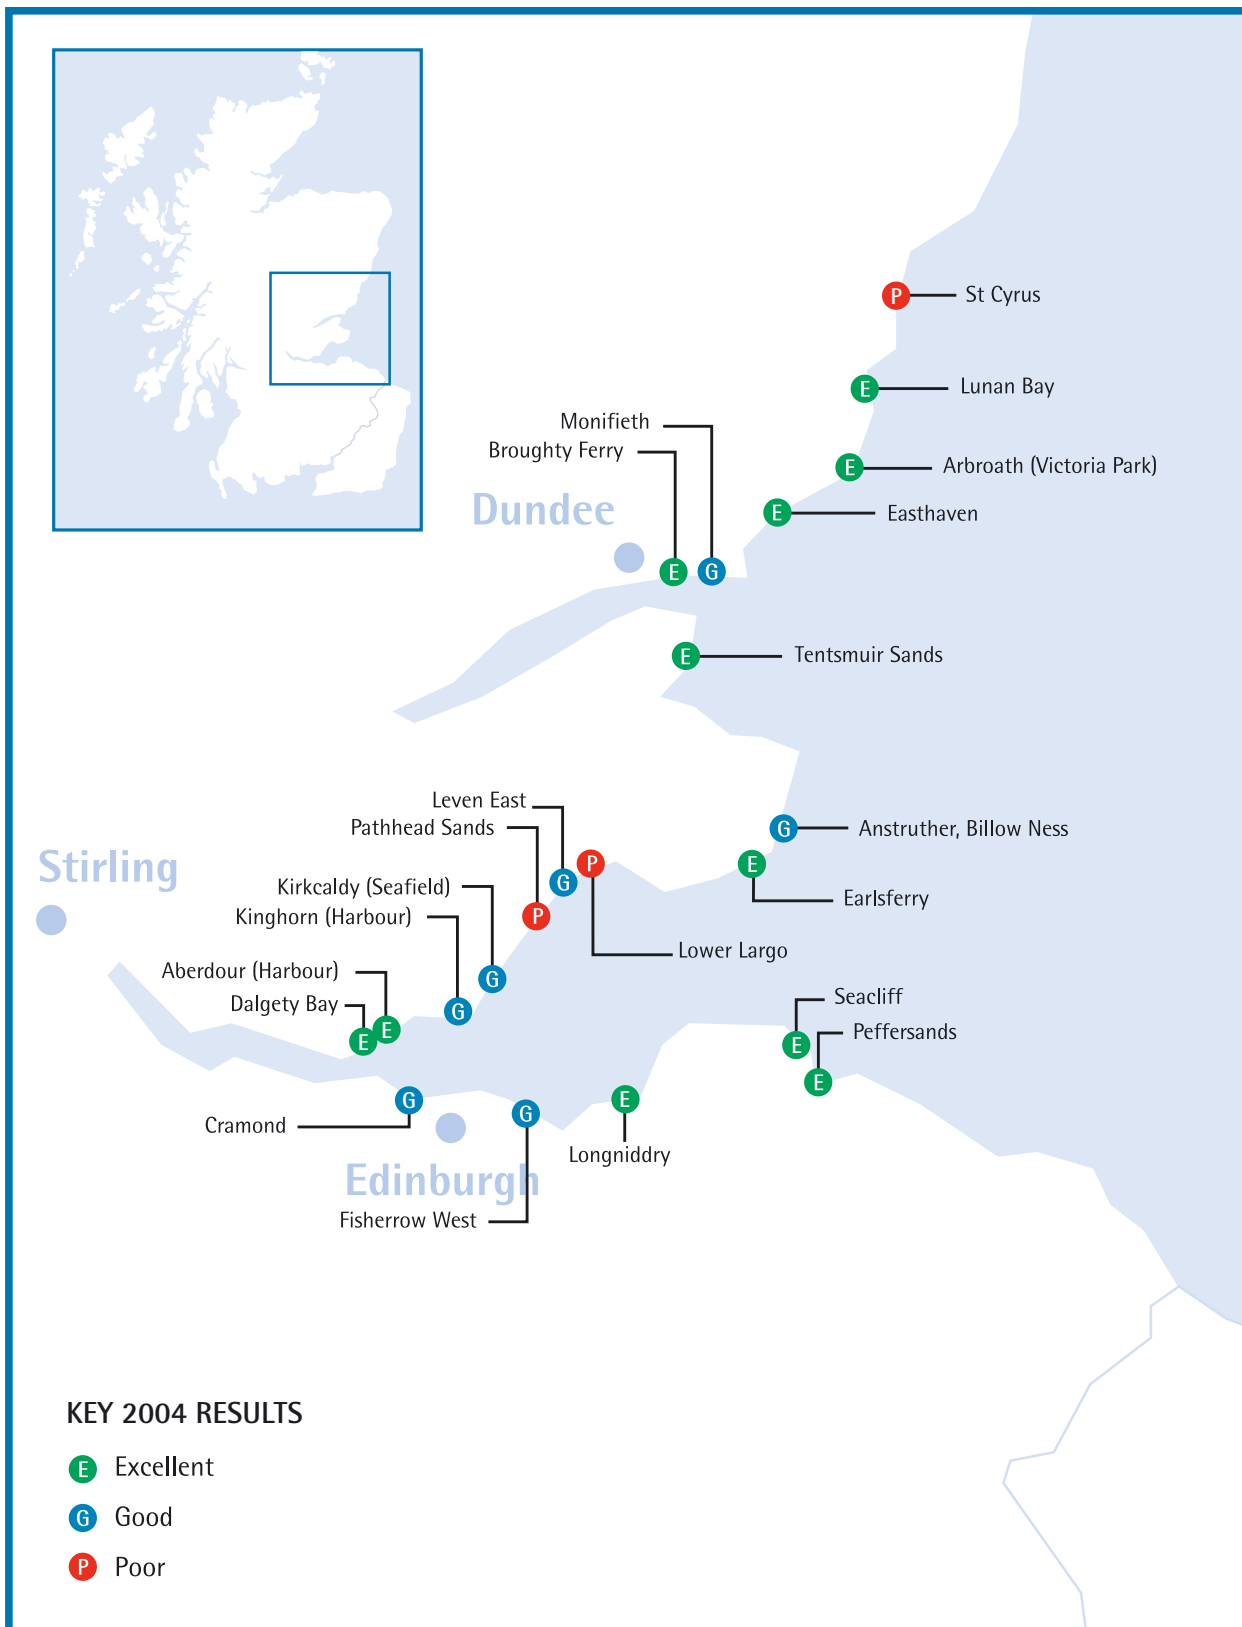 P
St Cyrus
E
Lunan Bay
Monifieth
Broughty Ferry
E
Arbroath (Victoria Park)
Dundee
E
Easthaven
E
G
E
Tentsmuir Sands
Leven East
Pathhead Sands
G
Anstruther, Billow Ness
Stirling
P
E
G
Kirkcaldy (Seafield)
Earlsferry
Kinghorn (Harbour)
P
Lower Largo
Aberdour (Harbour)
G
Dalgety Bay
Seacliff
G
E
Peffersands
E
E
E
G
E
G
Cramond
Longniddry
Edinburgh
Fisherrow West
KEY 2004 RESULTS
E Excellent
G Good
P Poor